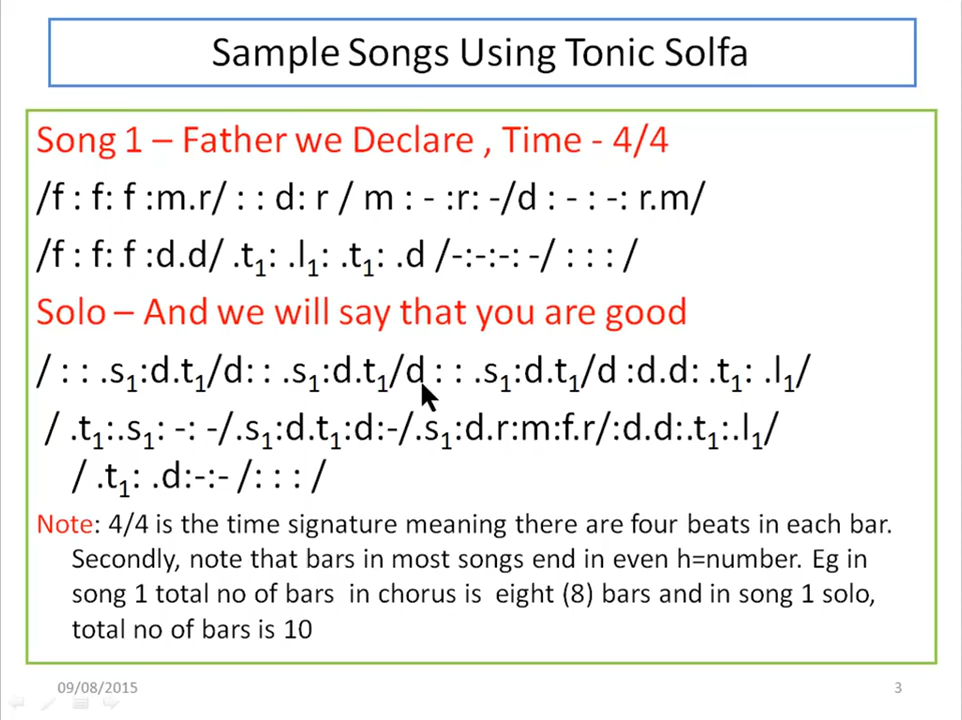 Sample Songs Using Tonic Solfa
Song 1 – Father we Declare , Time - 4/4
/f : f: f :m.r/ : : d: r / m : - :r: -/d : - : -: r.m/
/f : f: f :d.d/ .t₁: .l₁: .t₁: .d /-:-:-: -/ : : : /
Solo – And we will say that you are good
/ : : .s₁:d.t₁/d: : .s₁:d.t₁/d : : .s₁:d.t₁/d :d.d: .t₁: .l₁/
/ .t₁:.s₁: -: -/.s₁:d.t₁:d:-/.s₁:d.r:m:f.r/:d.d:.t₁:.l₁/
/ .t₁: .d:-:- /: : : /
Note: 4/4 is the time signature meaning there are four beats in each bar.
Secondly, note that bars in most songs end in even h=number. Eg in
song 1 total no of bars in chorus is eight (8) bars and in song 1 solo,
total no of bars is 10
09/08/2015
3